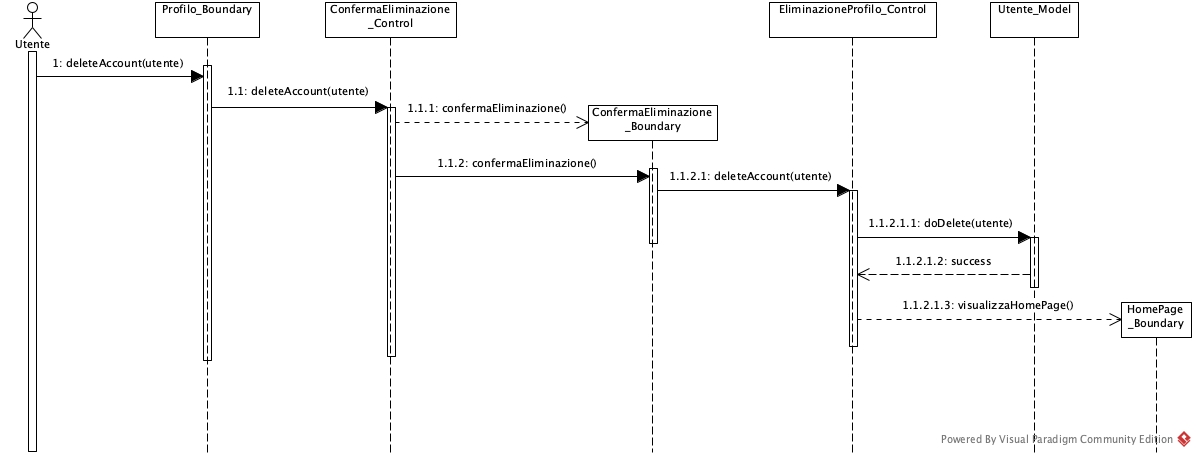 Profilo_Boundary
ConfermaEliminazione
_Control
EliminazioneProfilo_Control
Utente_Model
Utente
1: deleteAccount(utente)
1.1: deleteAccount(utente)
1.1.1: confermaEliminazione()
ConfermaEliminazione
_Boundary
1.1.2: confermaEliminazione()
1.1.2.1: deleteAccount(utente)
1.1.2.1.1: doDelete(utente)
1.1.2.1.2: success
1.1.2.1.3: visualizzaHomePage()
HomePage
_Boundary
Powered By Visual Paradigm Community Edition